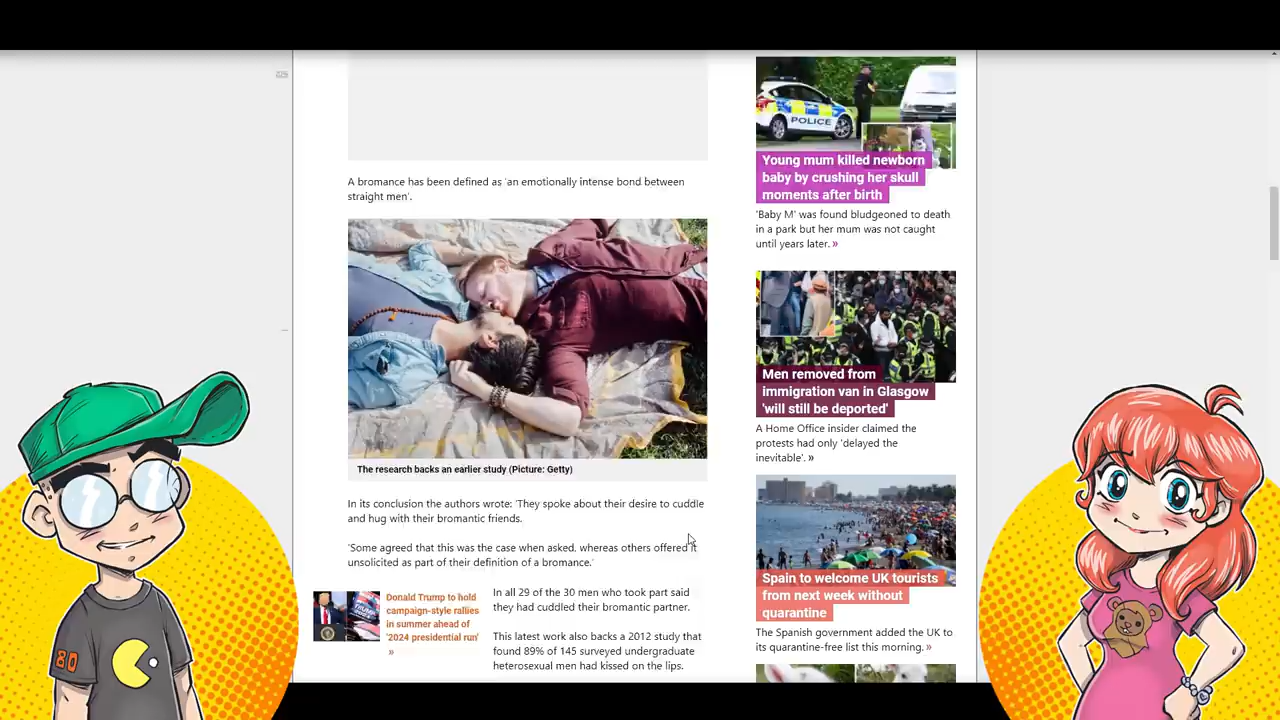 A bromance has been defined as 'an emotionally intense bond between
straight men'.
The research backs an earlier study (Picture: Getty)
In its conclusion the authors wrote: 'They spoke about their desire to cuddle
and hug with their bromantic friends.
'Some agreed that this was the case when asked, whereas others offered it
unsolicited as part of their definition of a bromance.'
Donald Trump to hold
campaign-style rallies
in summer ahead of
'2024 presidential run'
»
In all 29 of the 30 men who took part said
they had cuddled their bromantic partner.
This latest work also backs a 2012 study that
found 89% of 145 surveyed undergraduate
heterosexual men had kissed on the lips.
POLICE
Young mum killed newborn
baby by crushing her skull
moments after birth
'Baby M' was found bludgeoned to death
in a park but her mum was not caught
until years later. »
Men removed from
immigration van in Glasgow
'will still be deported'
A Home Office insider claimed the
protests had only 'delayed the
inevitable'. »
Spain to welcome UK tourists
from next week without
quarantine
The Spanish government added the UK to
its quarantine-free list this morning. »
80